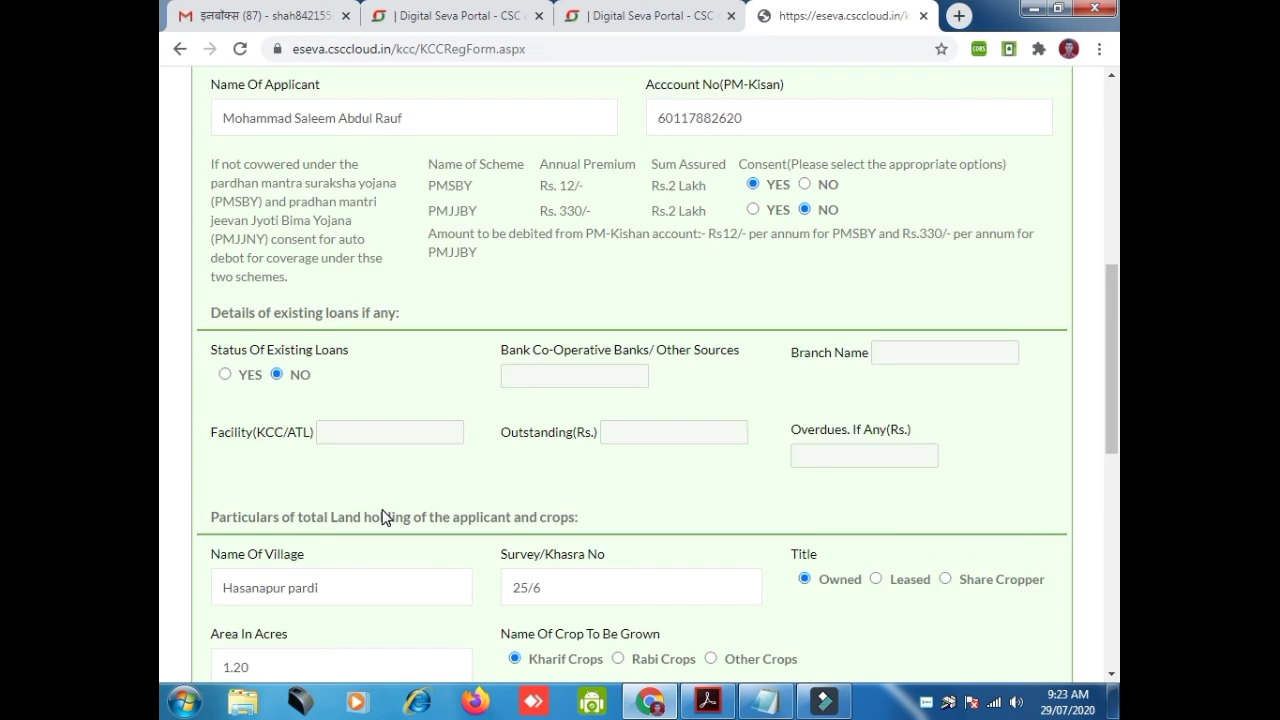 इनबॉक्स (87) - shah842155
| Digital Seva Portal - CSC
| Digital Seva Portal - CSC
https://eseva.csccloud.in/k
eseva.csccloud.in/kcc/KCCRegForm.aspx
CORS
Name Of Applicant
Acccount No(PM-Kisan)
Mohammad Saleem Abdul Rauf
60117882620
If not covwered under the
pardhan mantra suraksha yojana
(PMSBY) and pradhan mantri
jeevan Jyoti Bima Yojana
(PMJJNY) consent for auto
debot for coverage under thse
two schemes.
Name of Scheme Annual Premium Sum Assured Consent(Please select the appropriate options)
PMSBY Rs. 12/- Rs.2 Lakh YES NO
PMJJBY Rs. 330/- Rs.2 Lakh YES NO
Amount to be debited from PM-Kishan account:- Rs12/- per annum for PMSBY and Rs.330/- per annum for
PMJJBY
Details of existing loans if any:
Status Of Existing Loans
YES NO
Bank Co-Operative Banks/ Other Sources
Branch Name
Facility(KCC/ATL)
Outstanding(Rs.)
Overdues. If Any(Rs.)
Particulars of total Land holding of the applicant and crops:
Name Of Village
Survey/Khasra No
Title
Hasanapur pardi
25/6
Owned Leased Share Cropper
Area In Acres
Name Of Crop To Be Grown
1.20
Kharif Crops Rabi Crops Other Crops
9:23 AM
29/07/2020